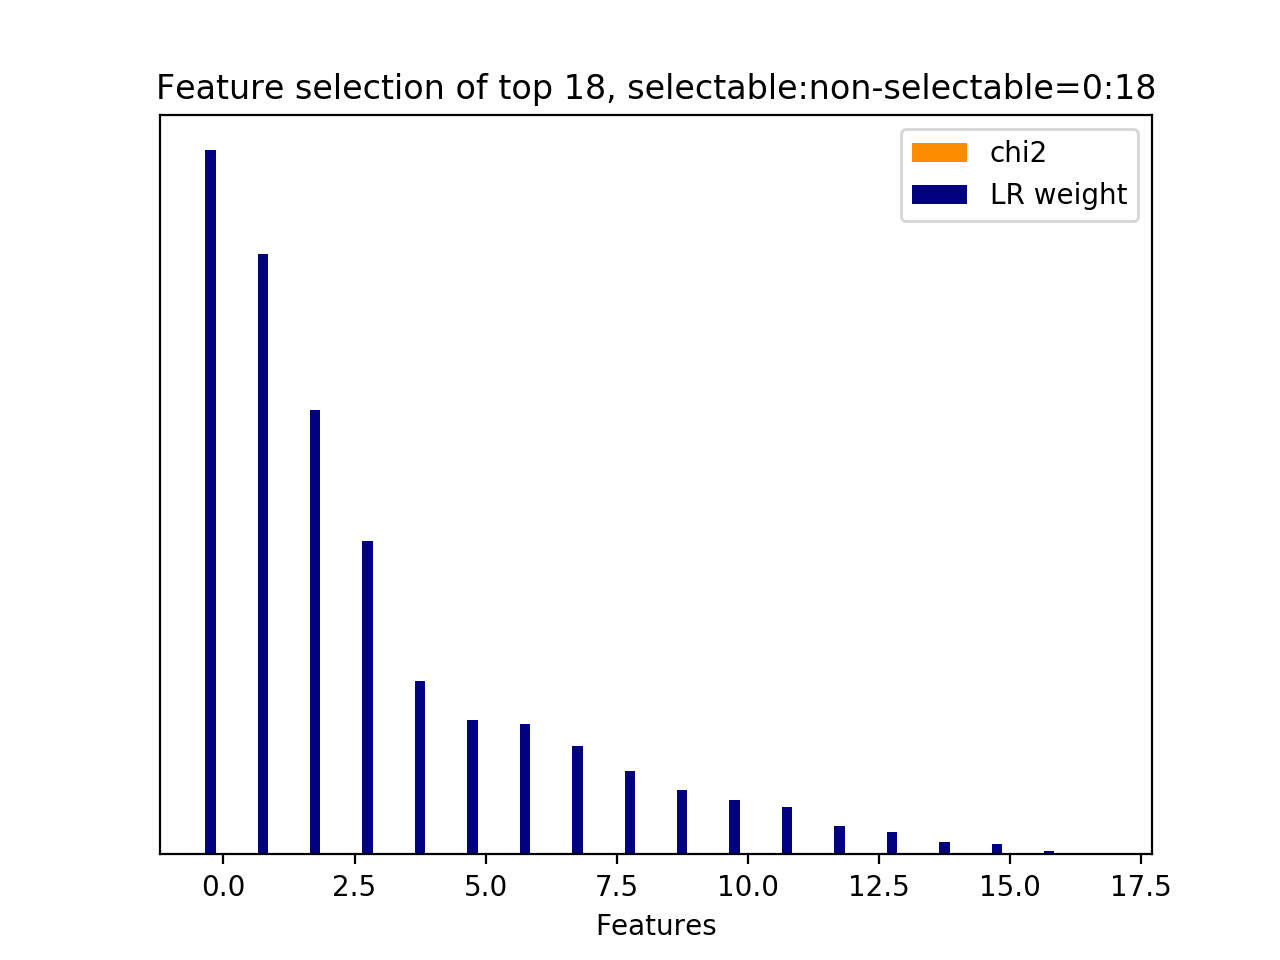 Feature selection of top 18, selectable:non-selectable=0:18
chi2
LR weight
0.0 2.5 5.0 7.5 10.0 12.5 15.0 17.5
Features